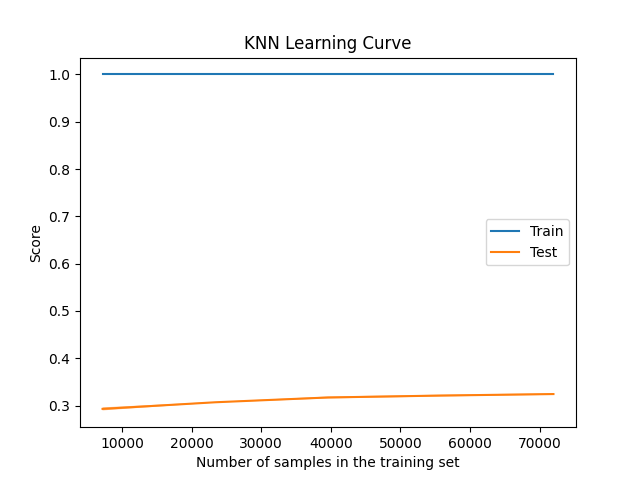 KNN Learning Curve
1.0
0.9
0.8
0.7
0.6
0.5
0.4
0.3
Score
Train
Test
10000 20000 30000 40000 50000 60000 70000
Number of samples in the training set